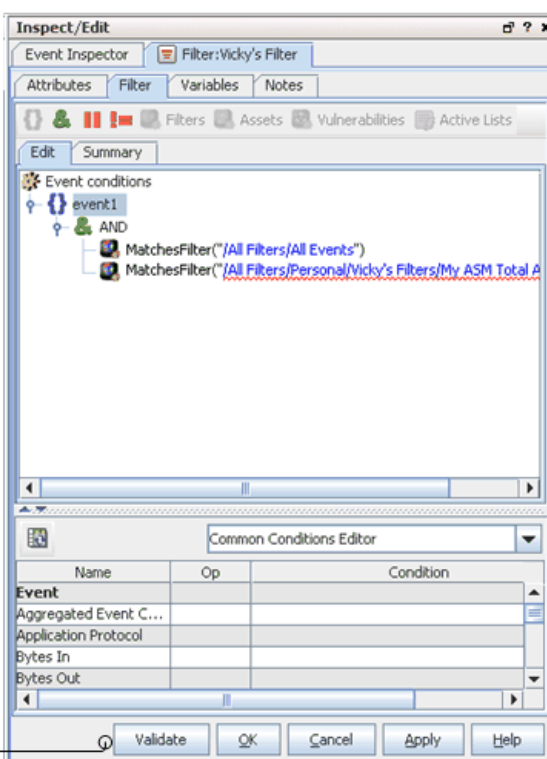 Inspect/Edit
Event Inspector Filter:Vicky's Filter
Attributes Filter Variables Notes
Filters Assets Vulnerabilities Active Lists
Edit Summary
Event conditions
event1
AND
MatchesFilter("/All Filters/All Events")
MatchesFilter("/All Filters/Personal/Vicky's Filters/My ASM Total A
Common Conditions Editor
Name Op Condition
Event
Aggregated Event C...
Application Protocol
Bytes In
Bytes Out
Validate OK Cancel Apply Help